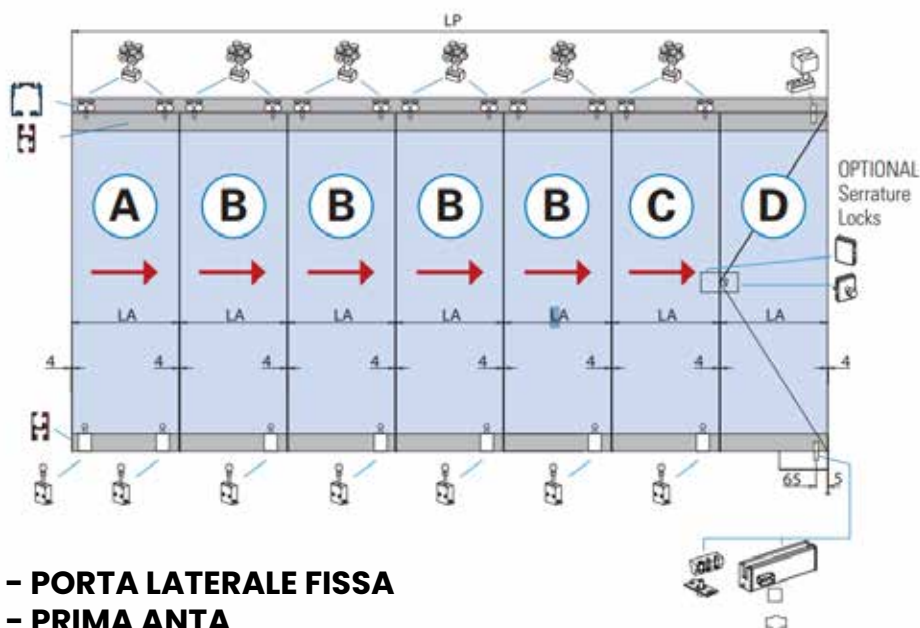 LP
OPTIONAL
Serrature
Locks
A B B B B C D
LA LA LA LA LA LA LA
4 4 4 4 4 4 4 4
65 5
- PORTA LATERALE FISSA
- PRIMA ANTA